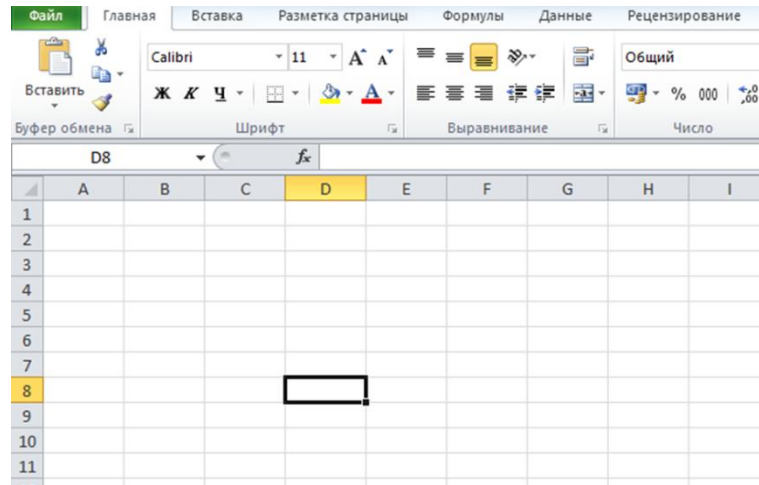 Файл Главная Вставка Разметка страницы Формулы Данные Рецензирование
Calibri 11 A A Общий
Вставить Ж К Ч A % 000 ,00
Буфер обмена Шрифт Выравнивание Число
D8 fx
A B C D E F G H I
1
2
3
4
5
6
7
8
9
10
11